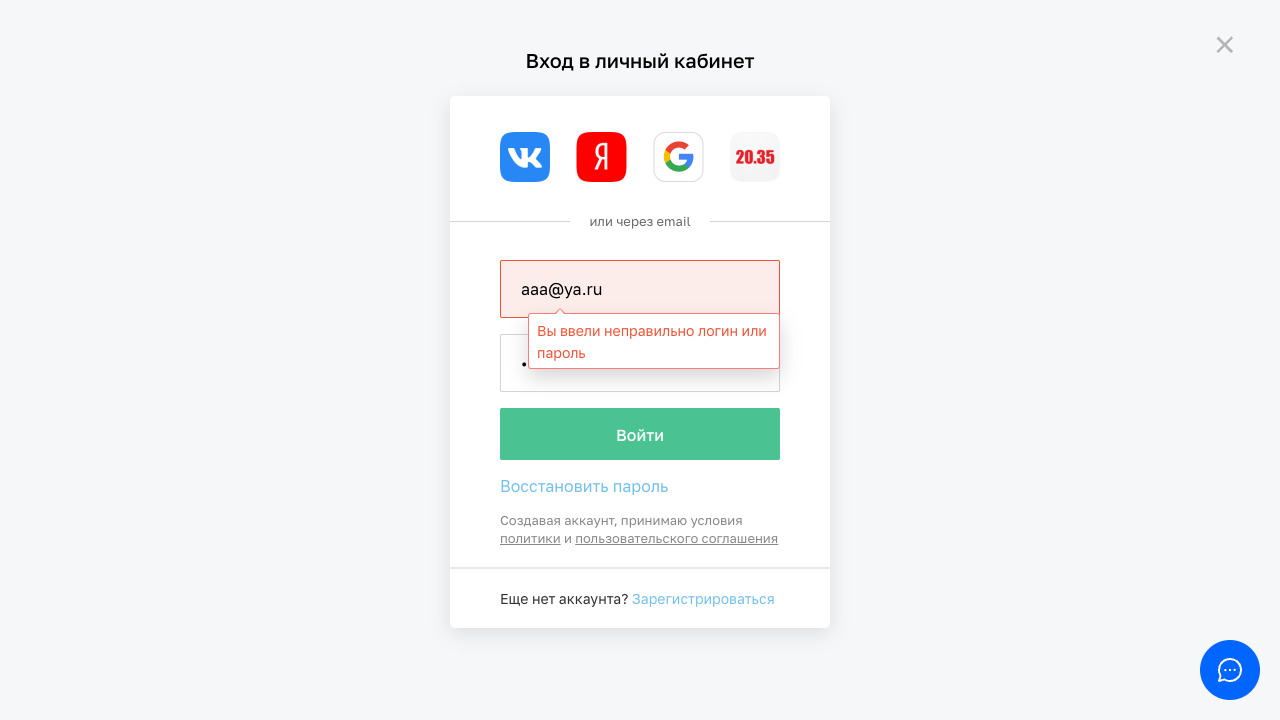 Вход в личный кабинет
20.35
или через email
aaa@ya.ru
Вы ввели неправильно логин или
пароль
Войти
Восстановить пароль
Создавая аккаунт, принимаю условия
политики и пользовательского соглашения
Еще нет аккаунта? Зарегистрироваться